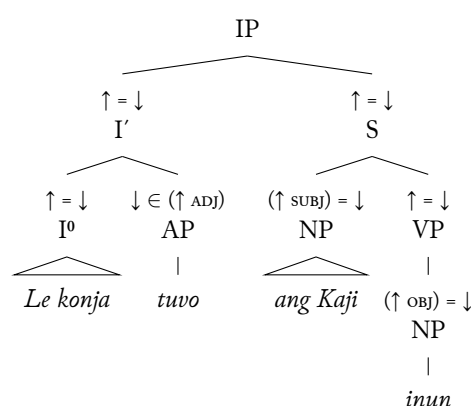 IP
↑ = ↓ ↑ = ↓
I′ S
↑ = ↓ ↓ ∈ (↑ ADJ) (↑ SUBJ) = ↓ ↑ = ↓
I⁰ AP NP VP
Le konja tuvo ang Kaji (↑ OBJ) = ↓
NP
inun